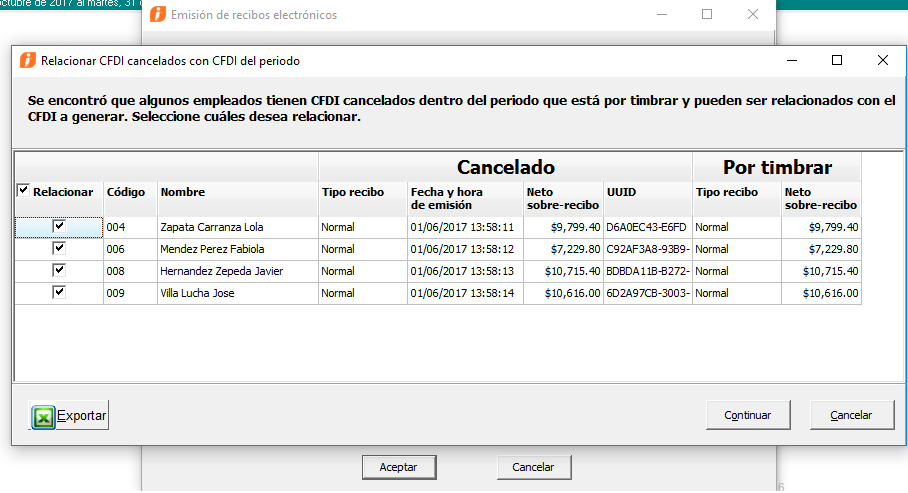 octubre de 2017 al martes, 31 d
Emisión de recibos electrónicos
Relacionar CFDI cancelados con CFDI del periodo
Se encontró que algunos empleados tienen CFDI cancelados dentro del periodo que está por timbrar y pueden ser relacionados con el
CFDI a generar. Seleccione cuáles desea relacionar.
Cancelado Por timbrar
Relacionar Código Nombre Tipo recibo Fecha y hora de emisión Neto sobre-recibo UUID Tipo recibo Neto sobre-recibo
004 Zapata Carranza Lola Normal 01/06/2017 13:58:11 $9,799.40 D6A0EC43-E6FD Normal $9,799.40
006 Mendez Perez Fabiola Normal 01/06/2017 13:58:12 $7,229.80 C92AF3A8-93B9- Normal $7,229.80
008 Hernandez Zepeda Javier Normal 01/06/2017 13:58:13 $10,715.40 BDBDA11B-B272- Normal $10,715.40
009 Villa Lucha Jose Normal 01/06/2017 13:58:14 $10,616.00 6D2A97CB-3003- Normal $10,616.00
Exportar Continuar Cancelar
Aceptar Cancelar
6